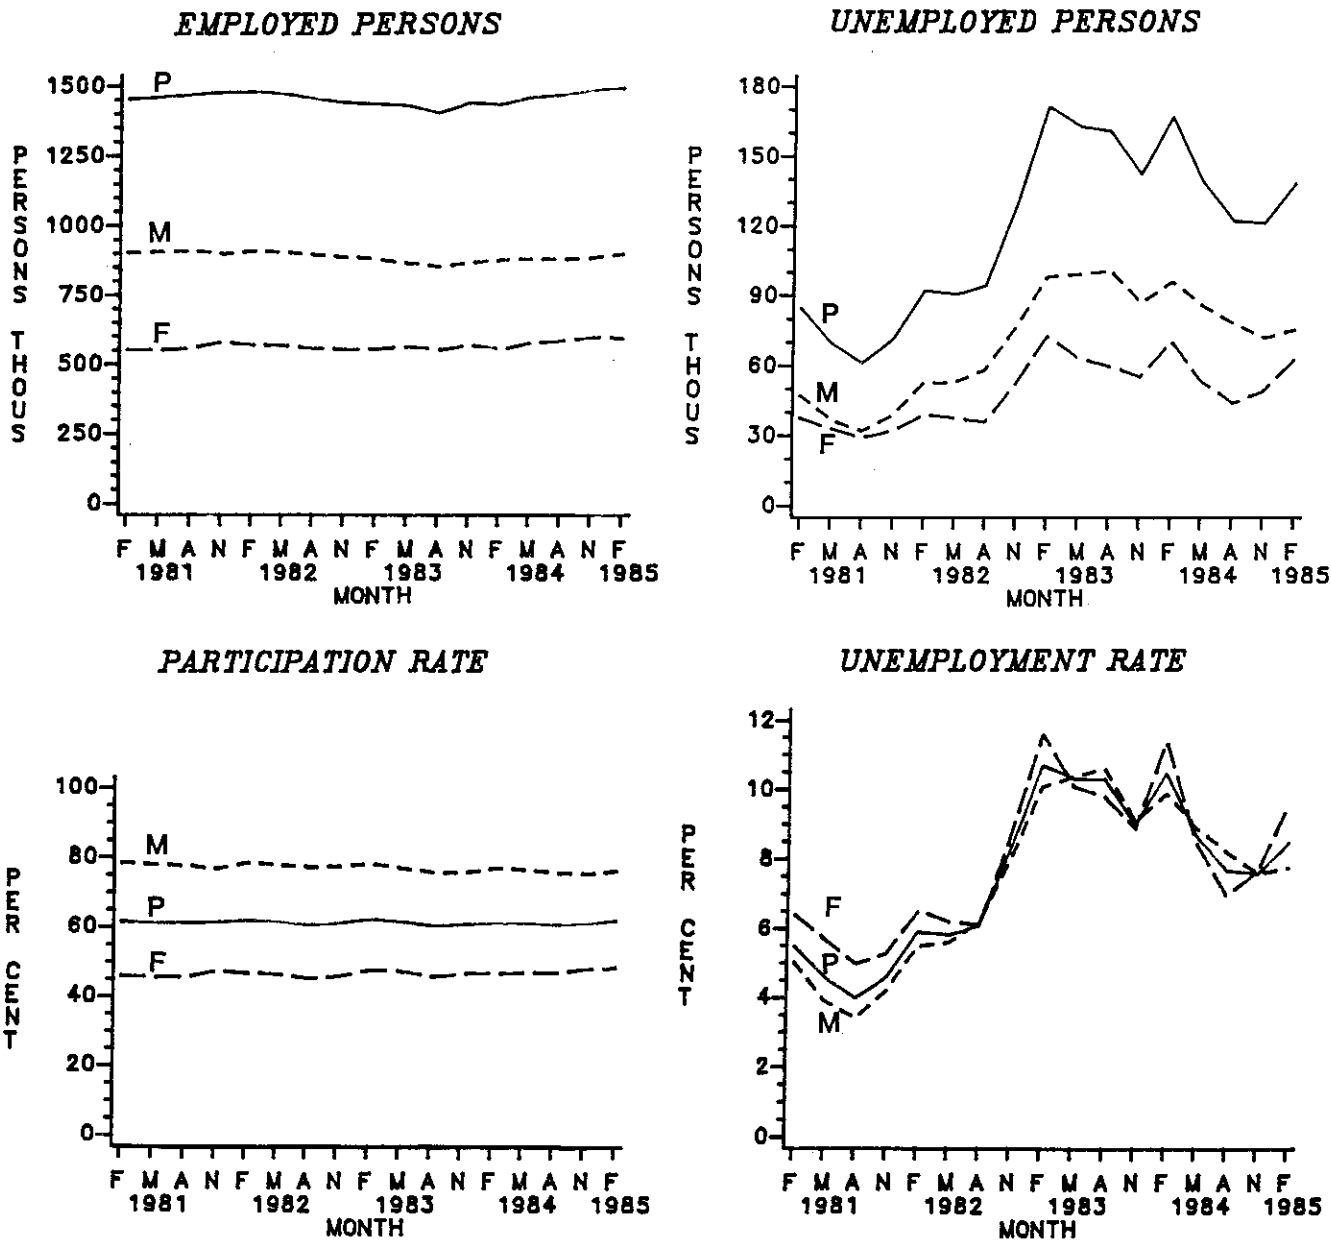 EMPLOYED PERSONS
PERSONS THOUS
1500
1250
1000
750
500
250
0
P
M
F
F M A N F M A N F M A N F M A N F
1981 1982 1983 1984 1985
MONTH
UNEMPLOYED PERSONS
PERSONS THOUS
180
150
120
90
60
30
0
P
M
F
F M A N F M A N F M A N F M A N F
1981 1982 1983 1984 1985
MONTH
PARTICIPATION RATE
PER CENT
100
80
60
40
20
0
M
P
F
F M A N F M A N F M A N F M A N F
1981 1982 1983 1984 1985
MONTH
UNEMPLOYMENT RATE
PER CENT
12
10
8
6
4
2
0
F
P
M
F M A N F M A N F M A N F M A N F
1981 1982 1983 1984 1985
MONTH